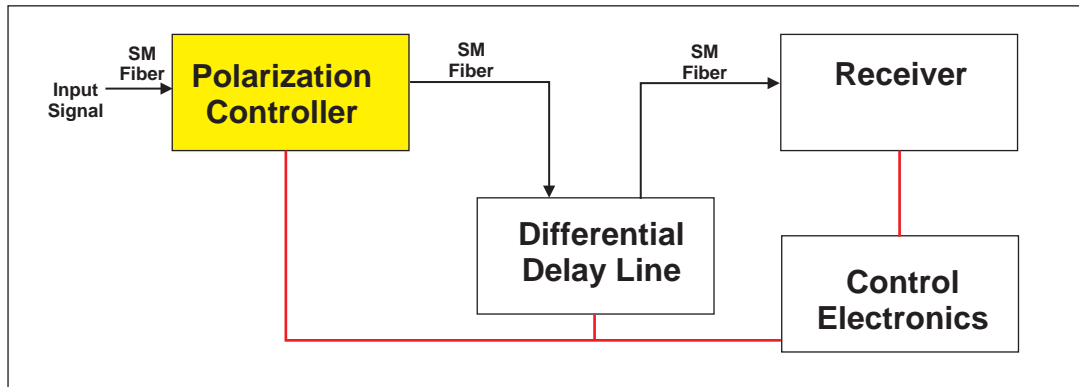 SM
Fiber
Input
Signal
Polarization
Controller
SM
Fiber
SM
Fiber
Receiver
Differential
Delay Line
Control
Electronics